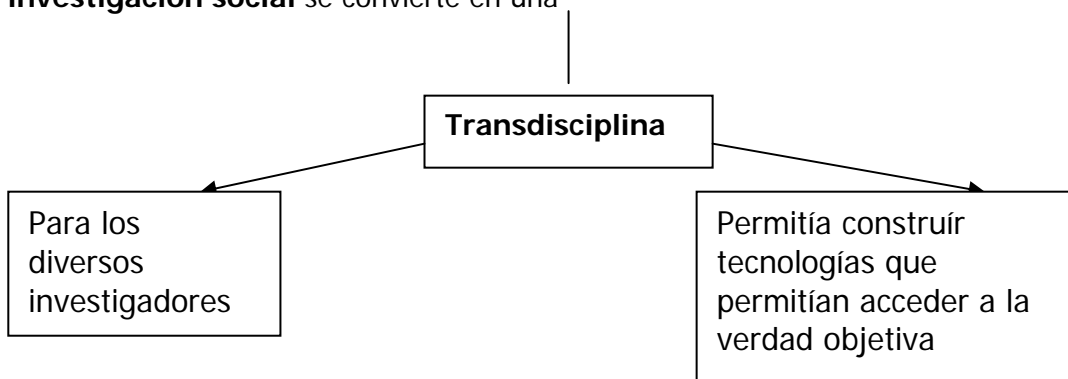 investigación social se convierte en una
Transdisciplina
Para los
diversos
investigadores
Permitía construír
tecnologías que
permitían acceder a la
verdad objetiva